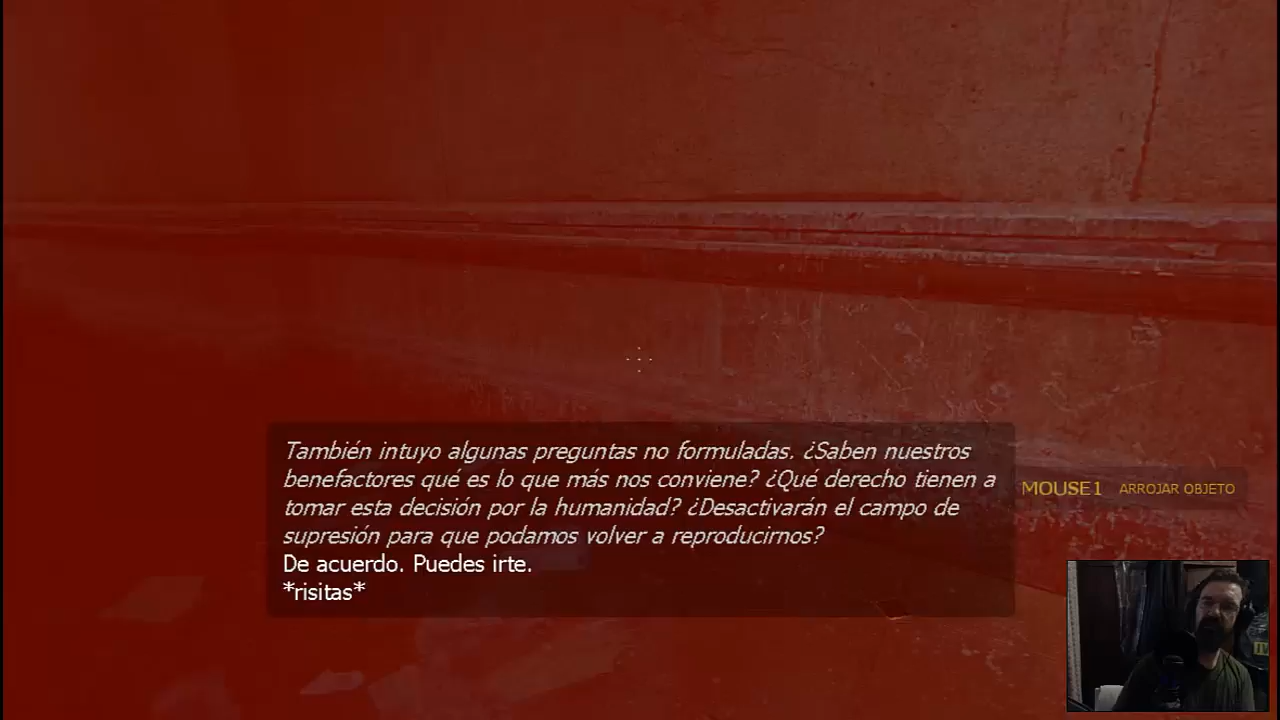 También intuyo algunas preguntas no formuladas. ¿Saben nuestros
benefactores qué es lo que más nos conviene? ¿Qué derecho tienen a
tomar esta decisión por la humanidad? ¿Desactivarán el campo de
supresión para que podamos volver a reproducirnos?
De acuerdo. Puedes irte.
*risitas*
MOUSE1 ARROJAR OBJETO